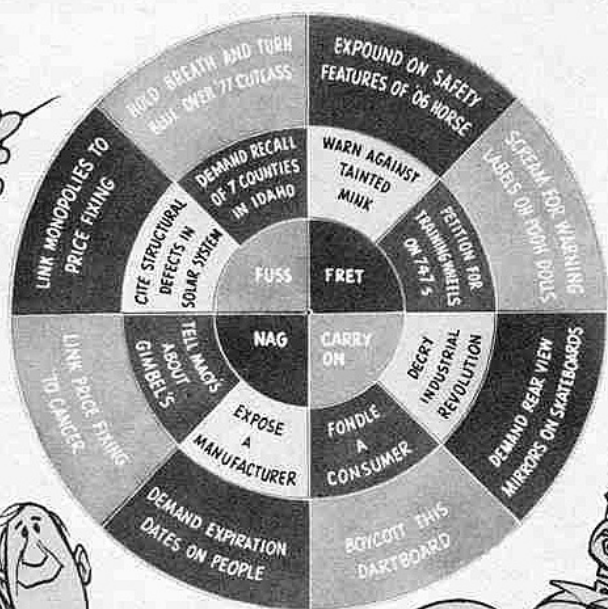 HOLD BREATH AND TURN
BLUE OVER '77 CUTLASS
EXPOUND ON SAFETY
FEATURES OF '06 HORSE
SCREAM FOR WARNING
LABELS ON POOH DOLLS
DEMAND REAR VIEW
MIRRORS ON SKATEBOARDS
BOYCOTT THIS
DARTBOARD
DEMAND EXPIRATION
DATES ON PEOPLE
LINK PRICE FIXING
TO CANCER
LINK MONOPOLIES TO
PRICE FIXING
DEMAND RECALL
OF 7 COUNTIES
IN IDAHO
WARN AGAINST
TAINTED
MINK
PETITION FOR
TRAINING WHEELS
ON 747'S
DECRY
INDUSTRIAL
REVOLUTION
FONDLE
A
CONSUMER
EXPOSE
A
MANUFACTURER
TELL MACY'S
ABOUT
GIMBEL'S
CITE STRUCTURAL
DEFECTS IN
SOLAR SYSTEM
FUSS
FRET
NAG
CARRY
ON